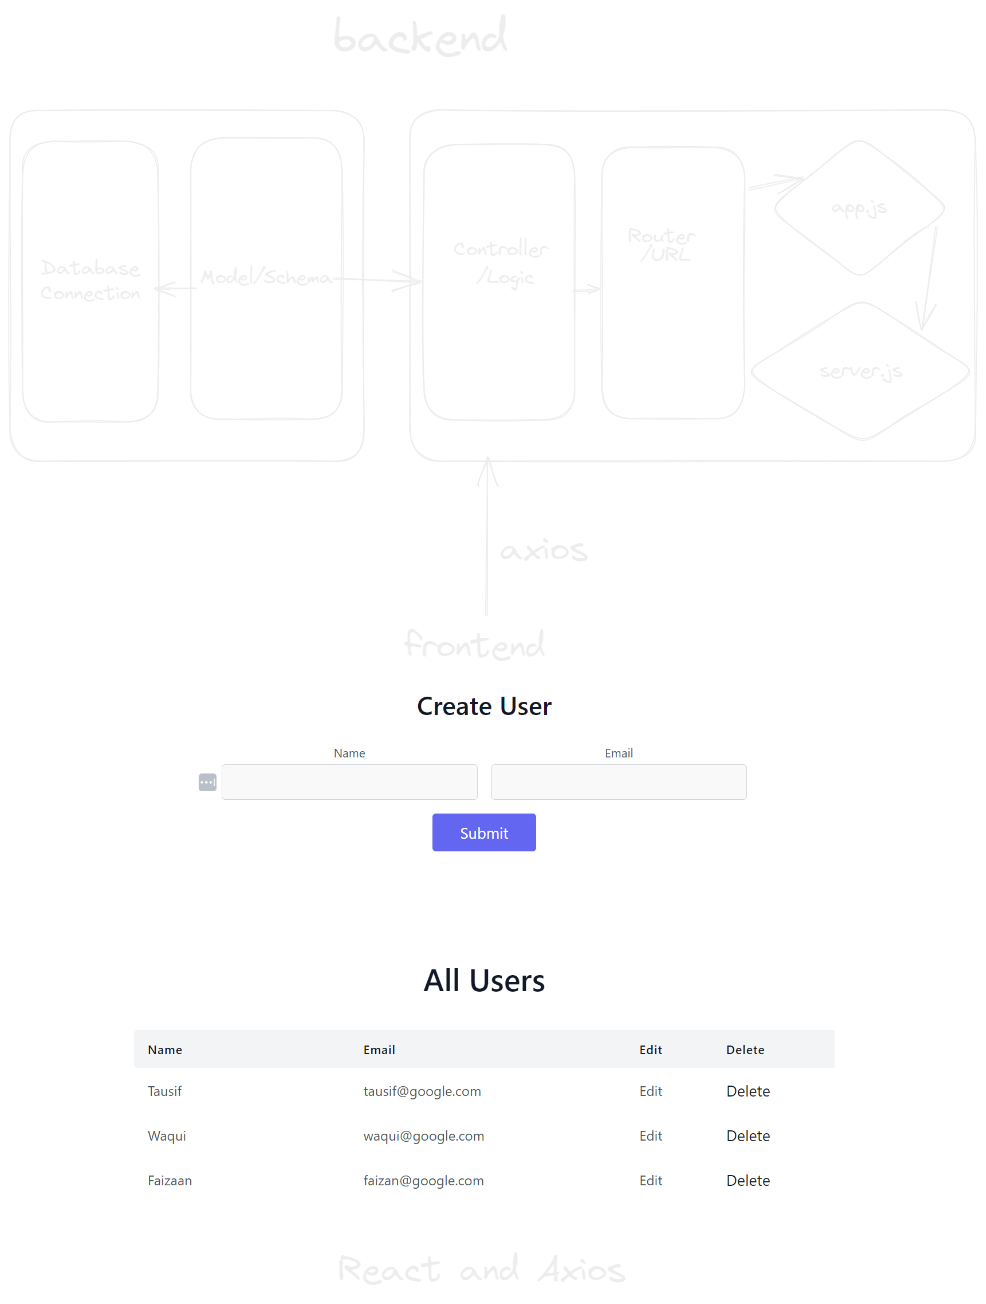 backend
Database
Connection
Model/Schema
Controller
/Logic
Router
/URL
app.js
server.js
axios
frontend
Create User
Name Email
Submit
All Users
Name Email Edit Delete
Tausif tausif@google.com Edit Delete
Waqui waqui@google.com Edit Delete
Faizaan faizan@google.com Edit Delete
React and Axios